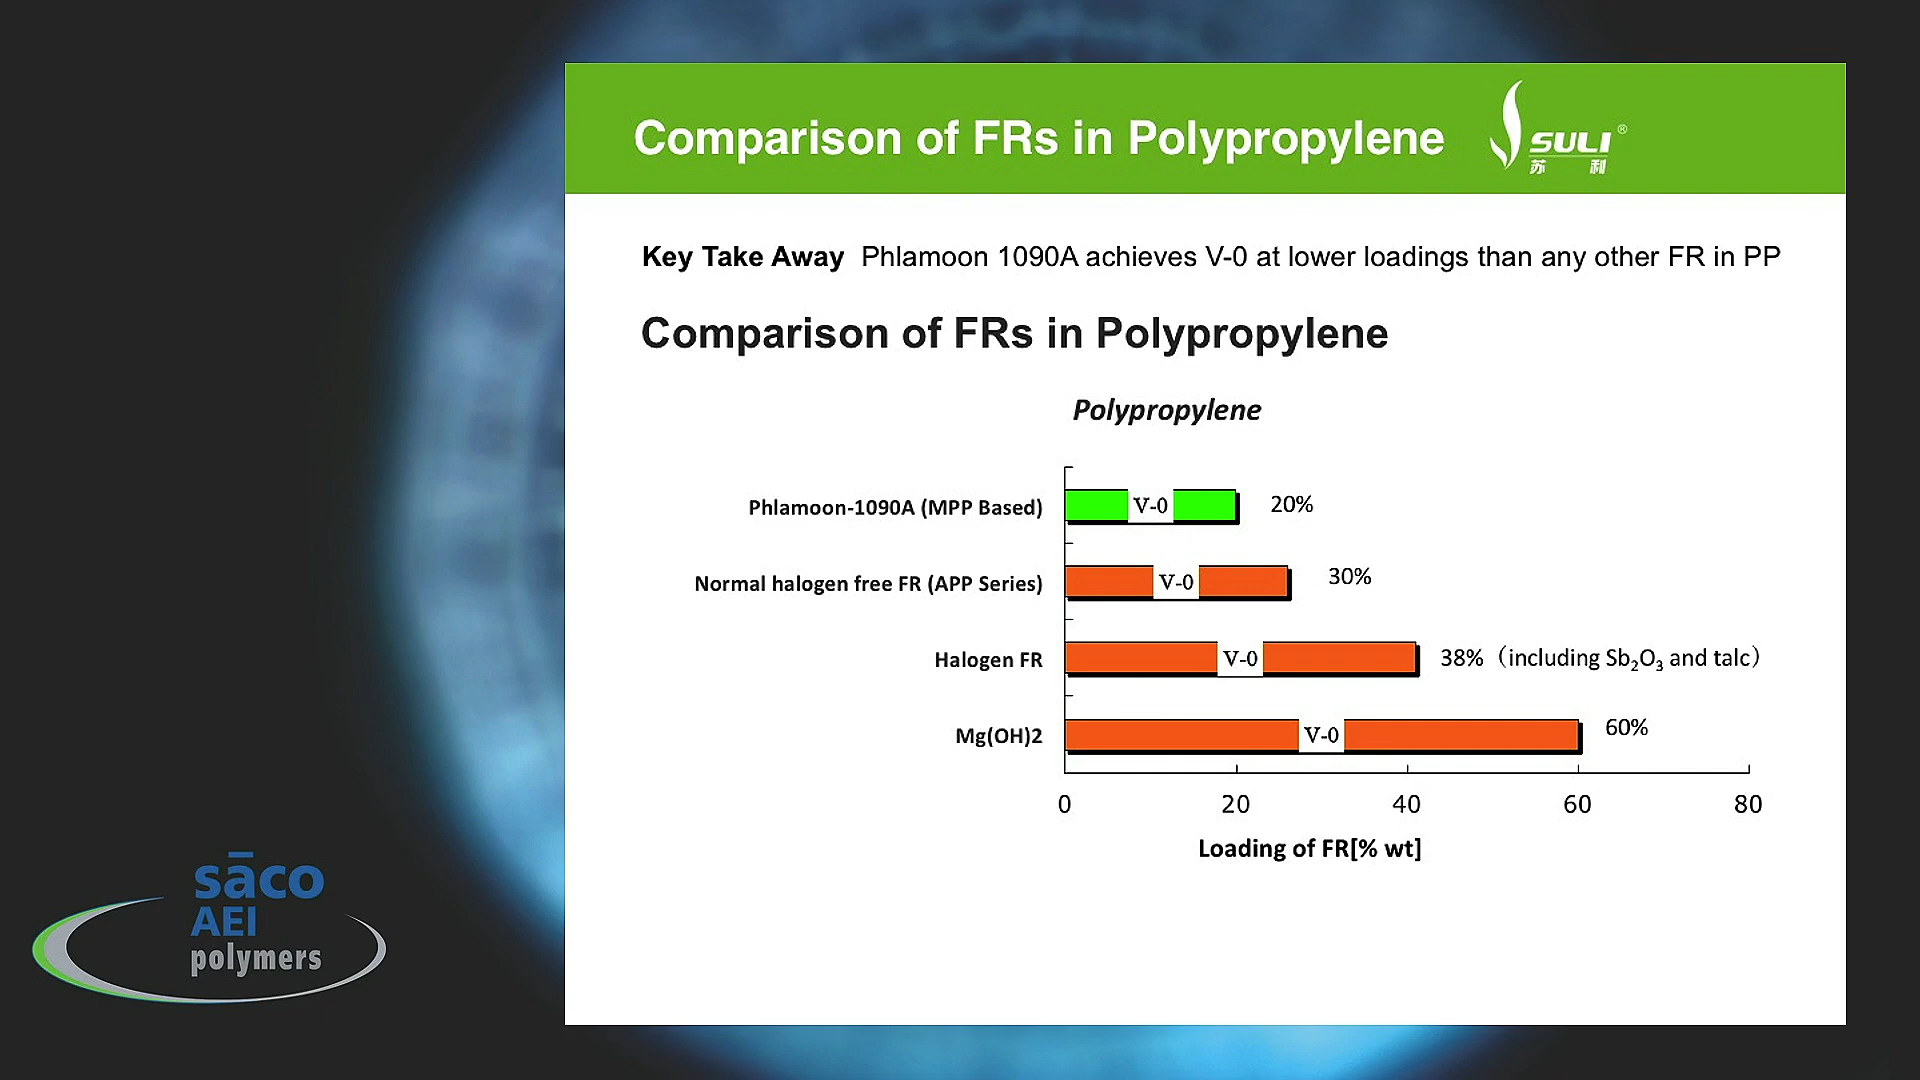 Comparison of FRs in Polypropylene
SULI®
苏 利
Key Take Away Phlamoon 1090A achieves V-0 at lower loadings than any other FR in PP
Comparison of FRs in Polypropylene
Polypropylene
Phlamoon-1090A (MPP Based) V-0 20%
Normal halogen free FR (APP Series) V-0 30%
Halogen FR V-0 38%（including Sb₂O₃ and talc）
Mg(OH)2 V-0 60%
0 20 40 60 80
Loading of FR[% wt]
sāco
AEI
polymers